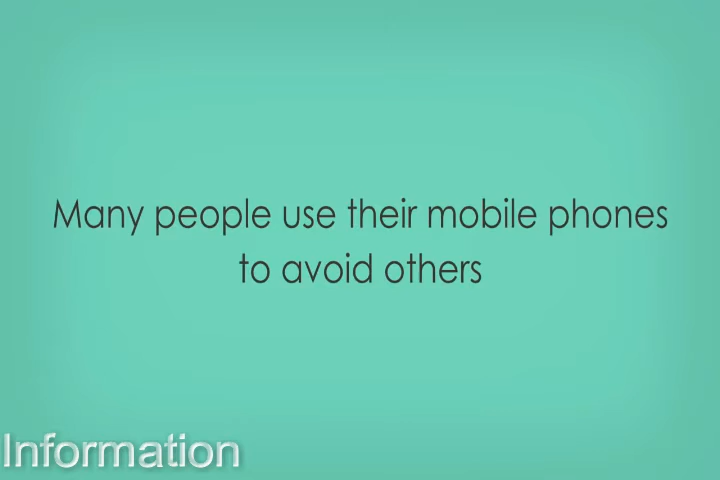 Many people use their mobile phones
to avoid others
Information